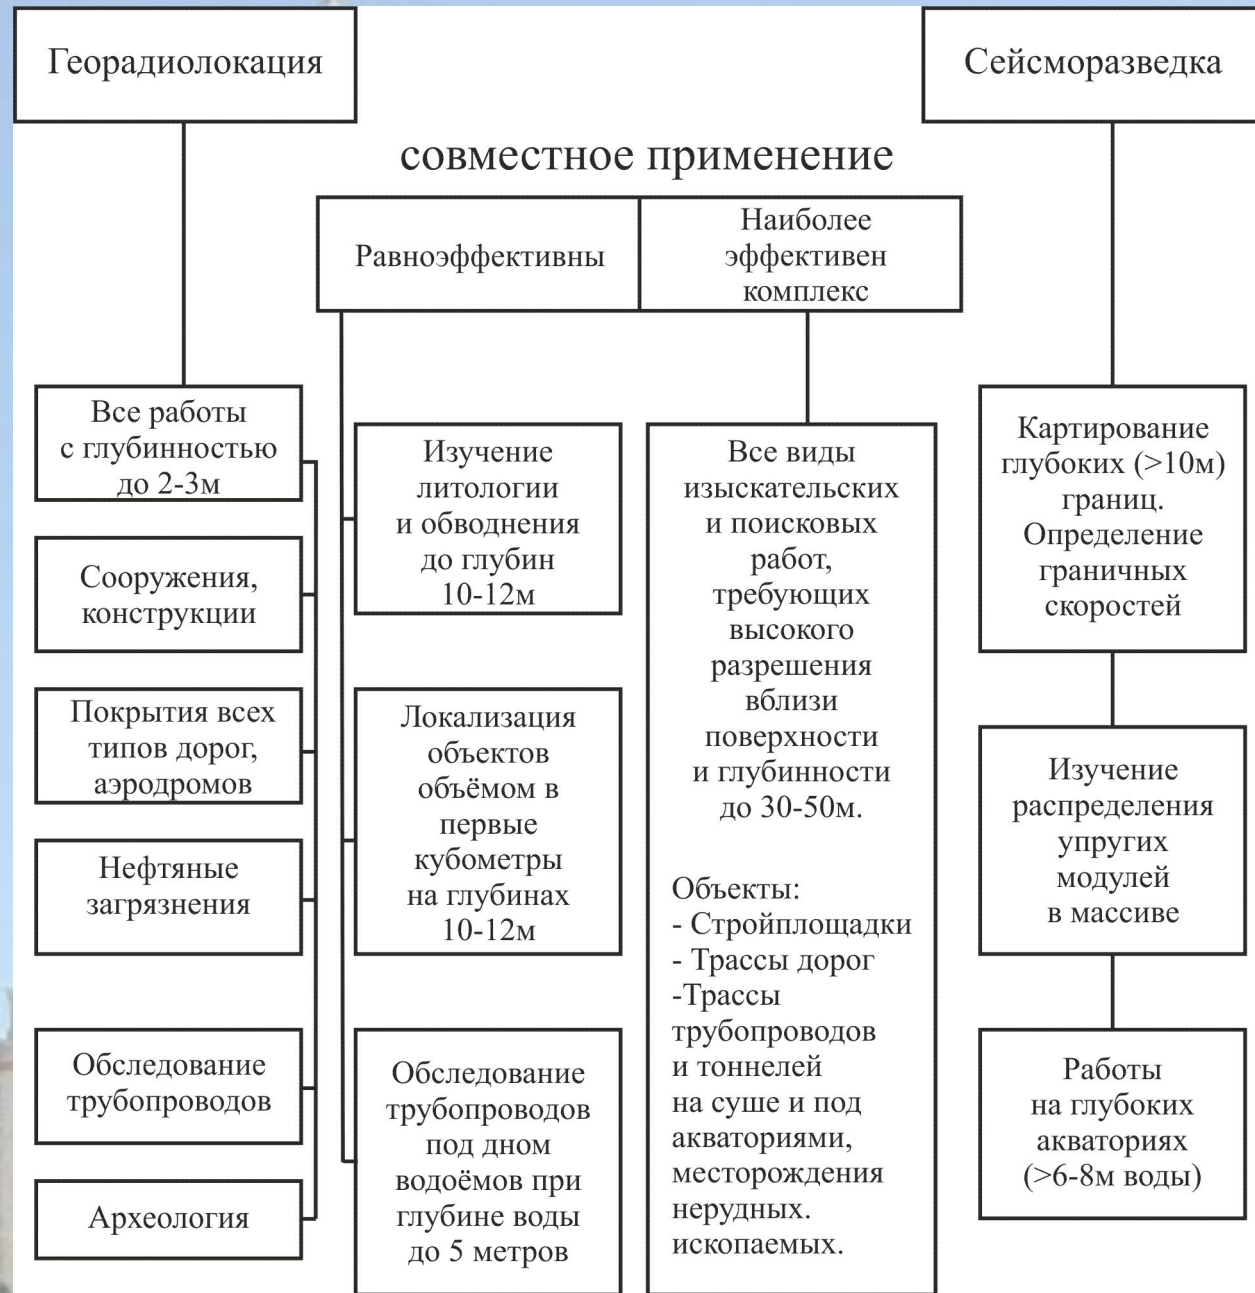 Георадиолокация
Сейсморазведка
совместное применение
Равноэффективны
Наиболее
эффективен
комплекс
Все работы
с глубинностью
до 2-3м
Сооружения,
конструкции
Покрытия всех
типов дорог,
аэродромов
Нефтяные
загрязнения
Обследование
трубопроводов
Археология
Изучение
литологии
и обводнения
до глубин
10-12м
Локализация
объектов
объёмом в
первые
кубометры
на глубинах
10-12м
Обследование
трубопроводов
под дном
водоёмов при
глубине воды
до 5 метров
Все виды
изыскательских
и поисковых
работ,
требующих
высокого
разрешения
вблизи
поверхности
и глубинности
до 30-50м.
Объекты:
- Стройплощадки
- Трассы дорог
-Трассы
трубопроводов
и тоннелей
на суше и под
акваториями,
месторождения
нерудных.
ископаемых.
Картирование
глубоких (>10м)
границ.
Определение
граничных
скоростей
Изучение
распределения
упругих
модулей
в массиве
Работы
на глубоких
акваториях
(>6-8м воды)